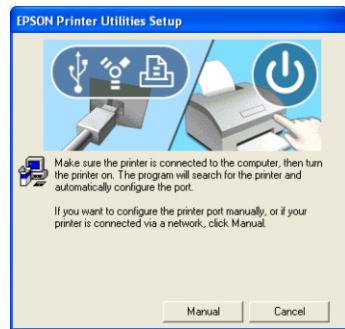 EPSON Printer Utilities Setup
Make sure the printer is connected to the computer, then turn
the printer on. The program will search for the printer and
automatically configure the port.
If you want to configure the printer port manually, or if your
printer is connected via a network, click Manual.
Manual
Cancel